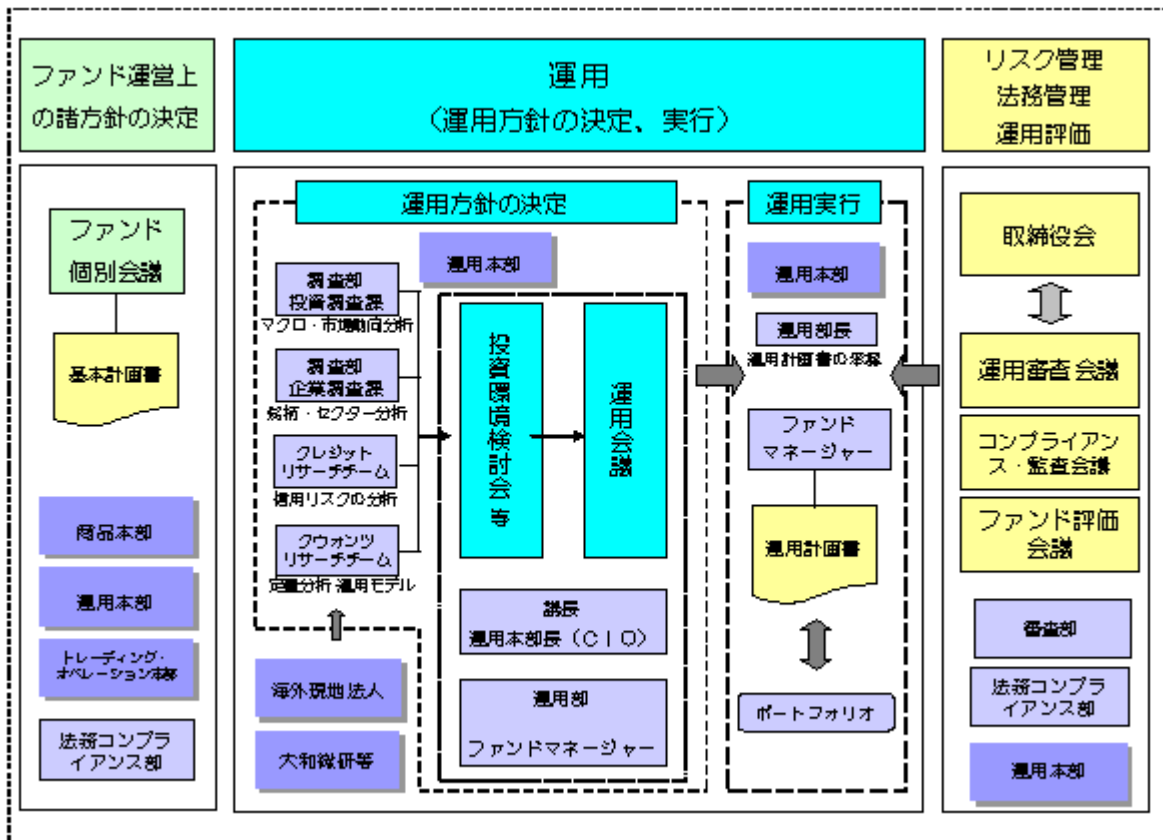 ファンド運営上
の諸方針の決定
運用
(運用方針の決定、実行)
リスク管理
法務管理
運用評価
ファンド
個別会議
基本計画書
商品本部
運用本部
トレーディング・
オペレーション本部
法務コンプラ
イアンス部
運用方針の決定
運用本部
調査部
投資調査課
マクロ・市場動向分析
調査部
企業調査課
銘柄・セクター分析
クレジット
リサーチチーム
信用リスクの分析
クウォンツ
リサーチチーム
定量分析 運用モデル
海外現地法人
大和総研等
投資環境検討会等
運用会議
議長
運用本部長(CIO)
運用部
ファンドマネージャー
運用実行
運用本部
運用部長
運用計画書の承認
ファンド
マネージャー
運用計画書
ポートフォリオ
取締役会
運用審査会議
コンプライアン
ス・監査会議
ファンド評価
会議
審査部
法務コンプラ
イアンス部
運用本部